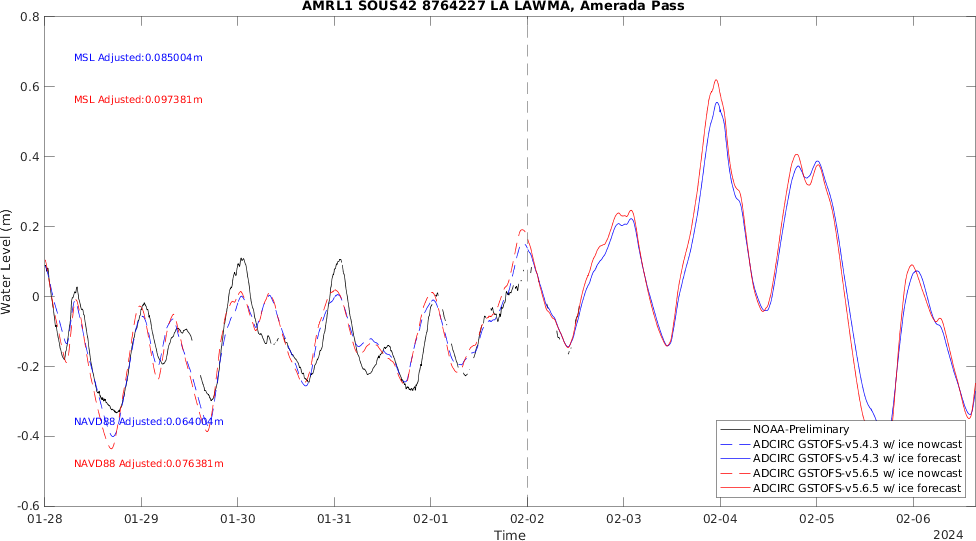 AMRL1 SOUS42 8764227 LA LAWMA, Amerada Pass
0.8
0.6
0.4
0.2
0
-0.2
-0.4
-0.6
Water Level (m)
MSL Adjusted:0.085004m
MSL Adjusted:0.097381m
NAVD88 Adjusted:0.064004m
NAVD88 Adjusted:0.076381m
NOAA-Preliminary
ADCIRC GSTOFS-v5.4.3 w/ ice nowcast
ADCIRC GSTOFS-v5.4.3 w/ ice forecast
ADCIRC GSTOFS-v5.6.5 w/ ice nowcast
ADCIRC GSTOFS-v5.6.5 w/ ice forecast
01-28 01-29 01-30 01-31 02-01 02-02 02-03 02-04 02-05 02-06
Time
2024